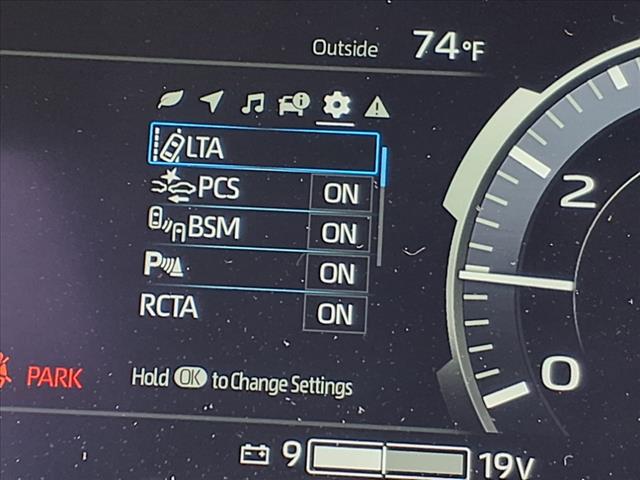 Outside 74°F
LTA
PCS ON
BSM ON
P ON
RCTA ON
2
0
PARK
Hold OK to Change Settings
9 19V